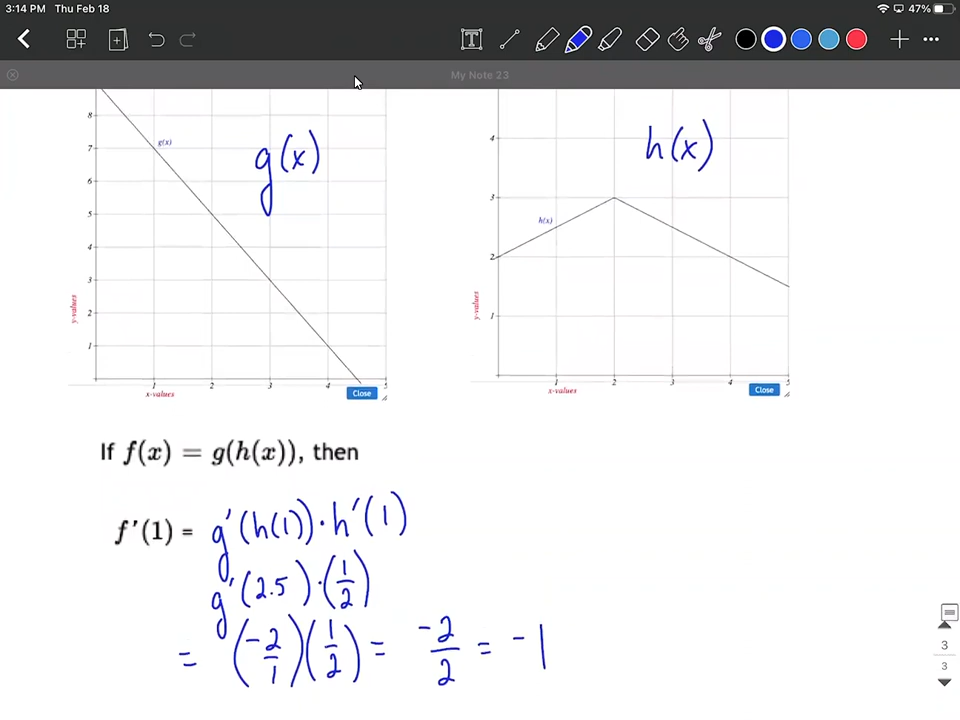 3:14 PM Thu Feb 18
47%
T
My Note 23
8
7
6
5
4
3
2
1
g(x)
g(x)
y-values
1 2 3 4 5
x-values
Close
4
3
2
1
h(x)
h(x)
y-values
1 2 3 4 5
x-values
Close
If f(x) = g(h(x)), then
f'(1) = g'(h(1))·h'(1)
g'(2.5)·(1/2)
= (-2/1)(1/2) = -2/2 = -1
3
3